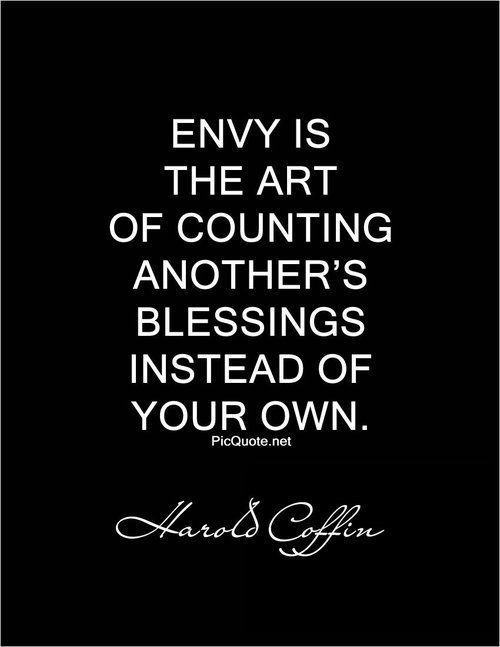 ENVY IS
THE ART
OF COUNTING
ANOTHER’S
BLESSINGS
INSTEAD OF
YOUR OWN.
PicQuote.net
Harold Coffin